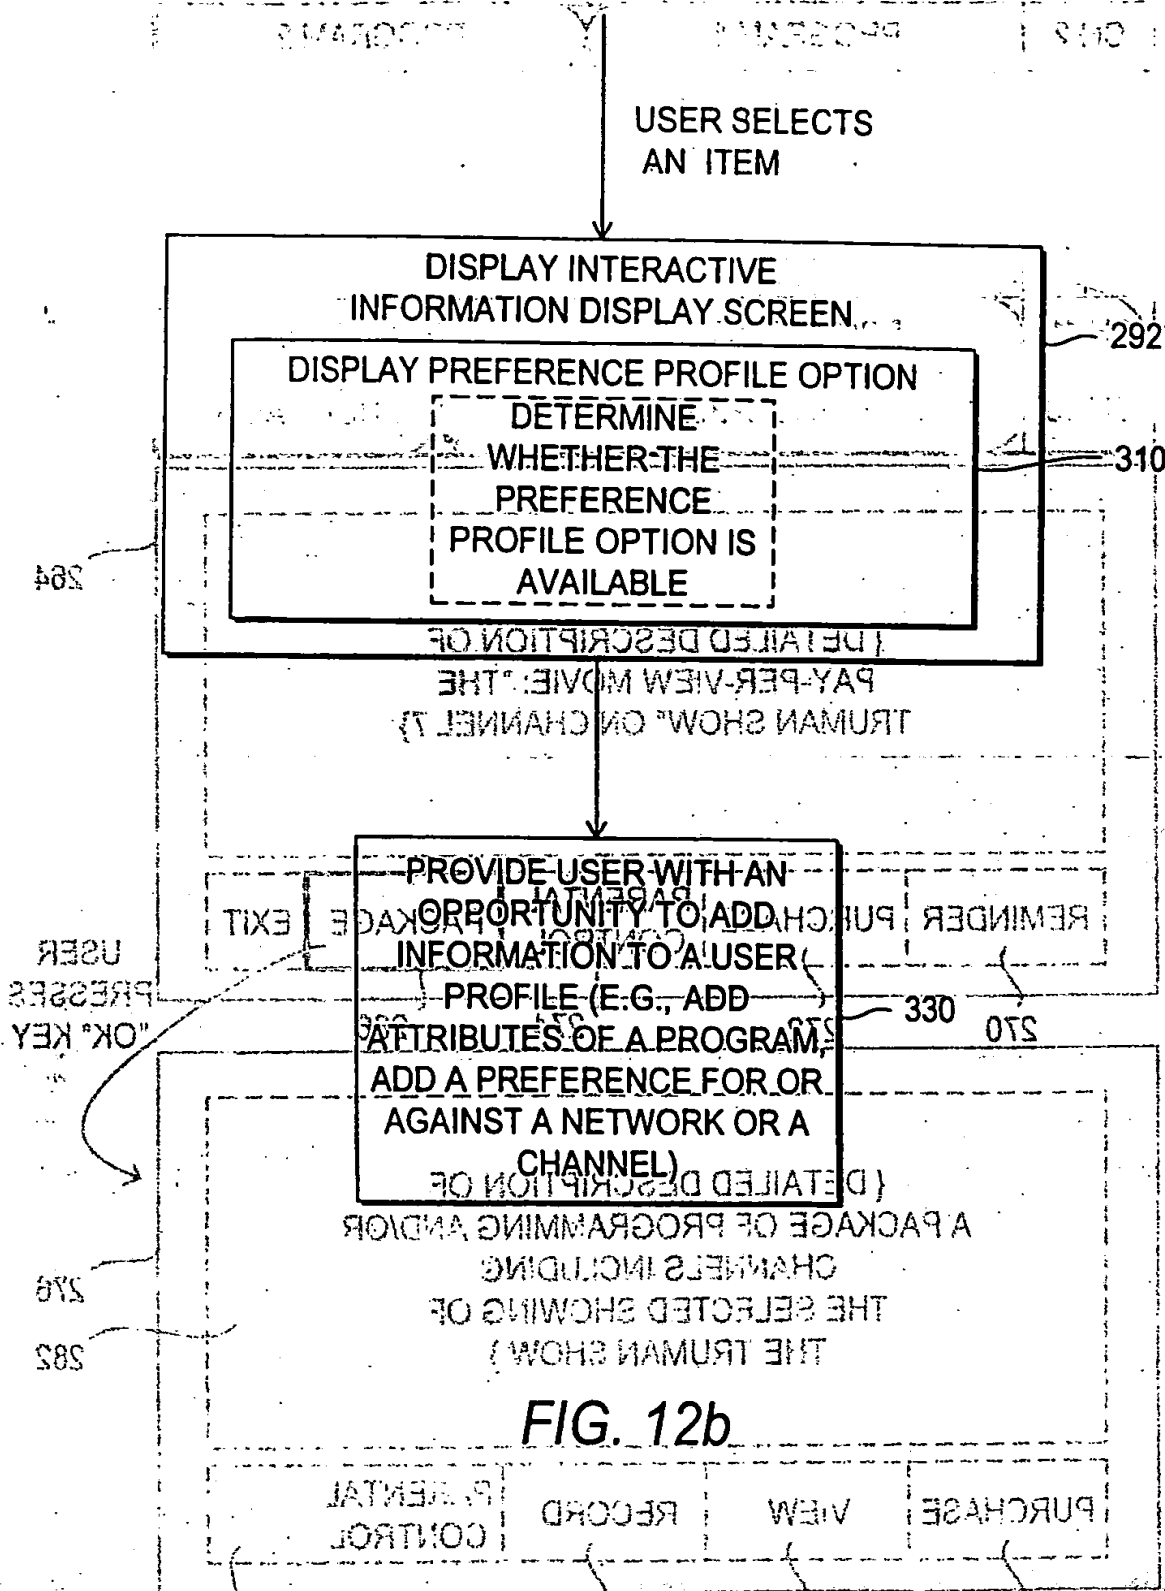 USER SELECTS
AN ITEM
DISPLAY INTERACTIVE
INFORMATION DISPLAY SCREEN
292
DISPLAY PREFERENCE PROFILE OPTION
DETERMINE
WHETHER THE
310
PREFERENCE
PROFILE OPTION IS
AVAILABLE
264
(DETAILED DESCRIPTION OF
PAY-PER-VIEW MOVIE: "THE
TRUMAN SHOW" ON CHANNEL 7)
PROVIDE USER WITH AN
OPPORTUNITY TO ADD
INFORMATION TO A USER
PROFILE (E.G., ADD
ATTRIBUTES OF A PROGRAM,
ADD A PREFERENCE FOR OR
AGAINST A NETWORK OR A
CHANNEL)
330
REMINDER
EXIT
270
USER
PRESSES
"OK" KEY
(DETAILED DESCRIPTION OF
A PACKAGE OF PROGRAMMING AND/OR
CHANNELS INCLUDING
THE SELECTED SHOWING OF
THE TRUMAN SHOW)
276
282
FIG. 12b
PURCHASE
VIEW
RECORD
PARENTAL
CONTROL